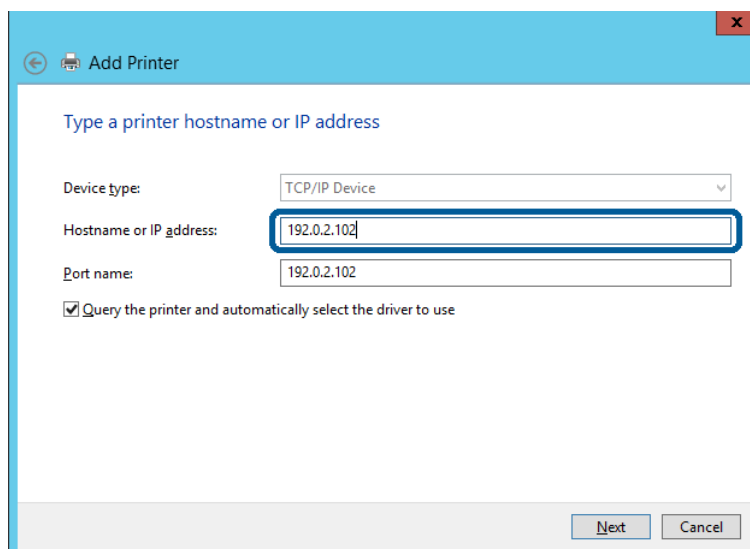 x
Add Printer
Type a printer hostname or IP address
Device type: TCP/IP Device
Hostname or IP address: 192.0.2.102
Port name: 192.0.2.102
Query the printer and automatically select the driver to use
Next Cancel